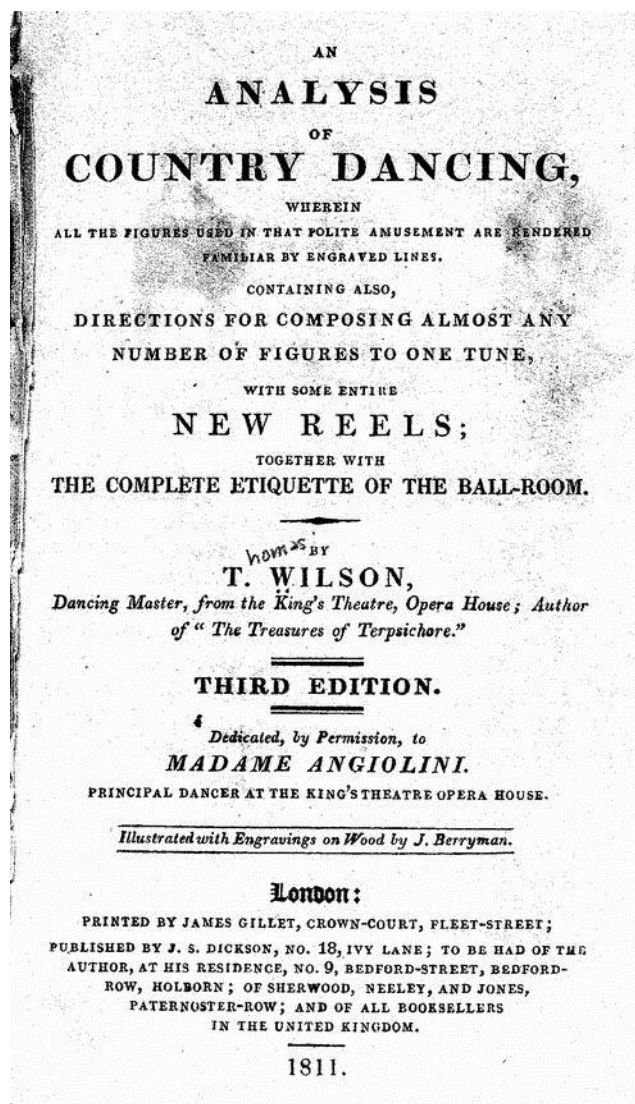 AN
ANALYSIS
OF
COUNTRY DANCING,
WHEREIN
ALL THE FIGURES USED IN THAT POLITE AMUSEMENT ARE RENDERED
FAMILIAR BY ENGRAVED LINES.
CONTAINING ALSO,
DIRECTIONS FOR COMPOSING ALMOST ANY
NUMBER OF FIGURES TO ONE TUNE,
WITH SOME ENTIRE
NEW REELS;
TOGETHER WITH
THE COMPLETE ETIQUETTE OF THE BALL-ROOM.
homas BY
T. WILSON,
Dancing Master, from the King's Theatre, Opera House; Author
of “ The Treasures of Terpsichore.”
THIRD EDITION.
Dedicated, by Permission, to
MADAME ANGIOLINI.
PRINCIPAL DANCER AT THE KING'S THEATRE OPERA HOUSE.
Illustrated with Engravings on Wood by J. Berryman.
London:
PRINTED BY JAMES GILLET, CROWN-COURT, FLEET-STREET;
PUBLISHED BY J. S. DICKSON, NO. 18, IVY LANE; TO BE HAD OF THE
AUTHOR, AT HIS RESIDENCE, NO. 9, BEDFORD-STREET, BEDFORD-
ROW, HOLBORN; OF SHERWOOD, NEELEY, AND JONES,
PATERNOSTER-ROW; AND OF ALL BOOKSELLERS
IN THE UNITED KINGDOM.
1811.